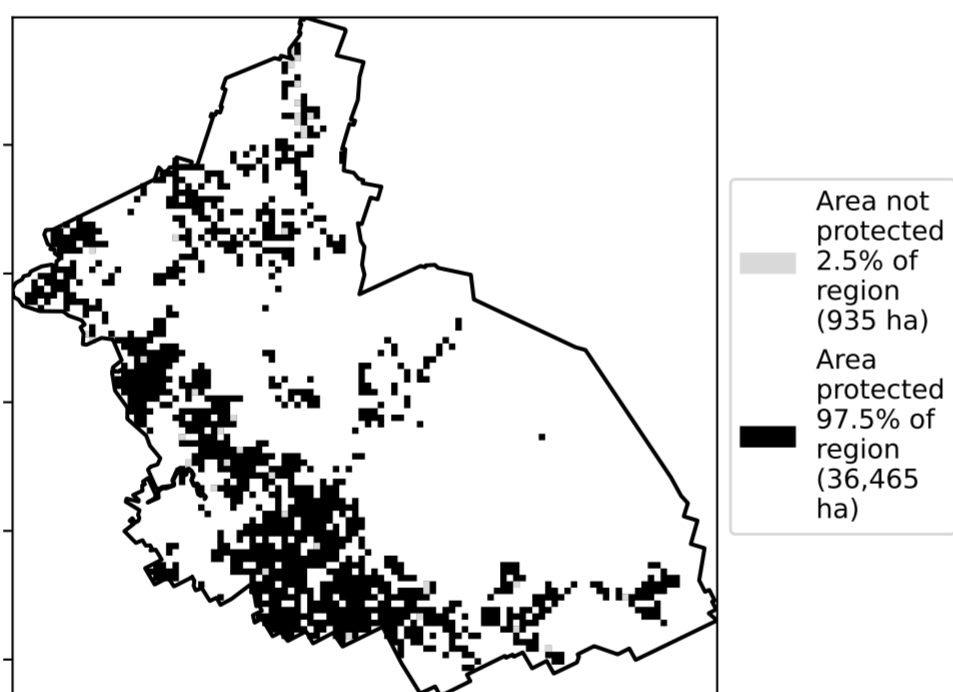 Area not
protected
2.5% of
region
(935 ha)
Area
protected
97.5% of
region
(36,465
ha)